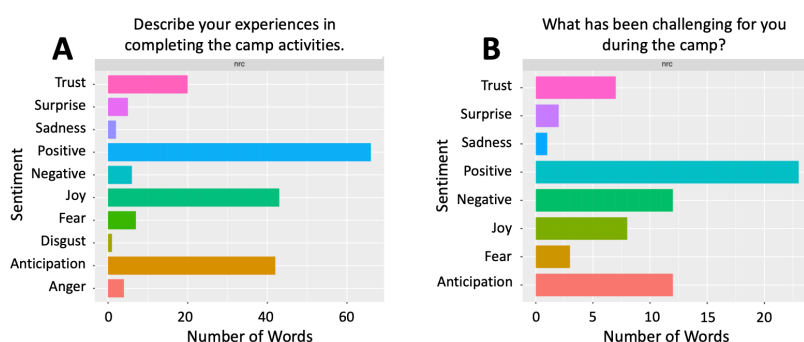 A
Describe your experiences in
completing the camp activities.
nrc
Sentiment
Trust
Surprise
Sadness
Positive
Negative
Joy
Fear
Disgust
Anticipation
Anger
0 20 40 60
Number of Words
B
What has been challenging for you
during the camp?
nrc
Sentiment
Trust
Surprise
Sadness
Positive
Negative
Joy
Fear
Anticipation
0 5 10 15 20
Number of Words